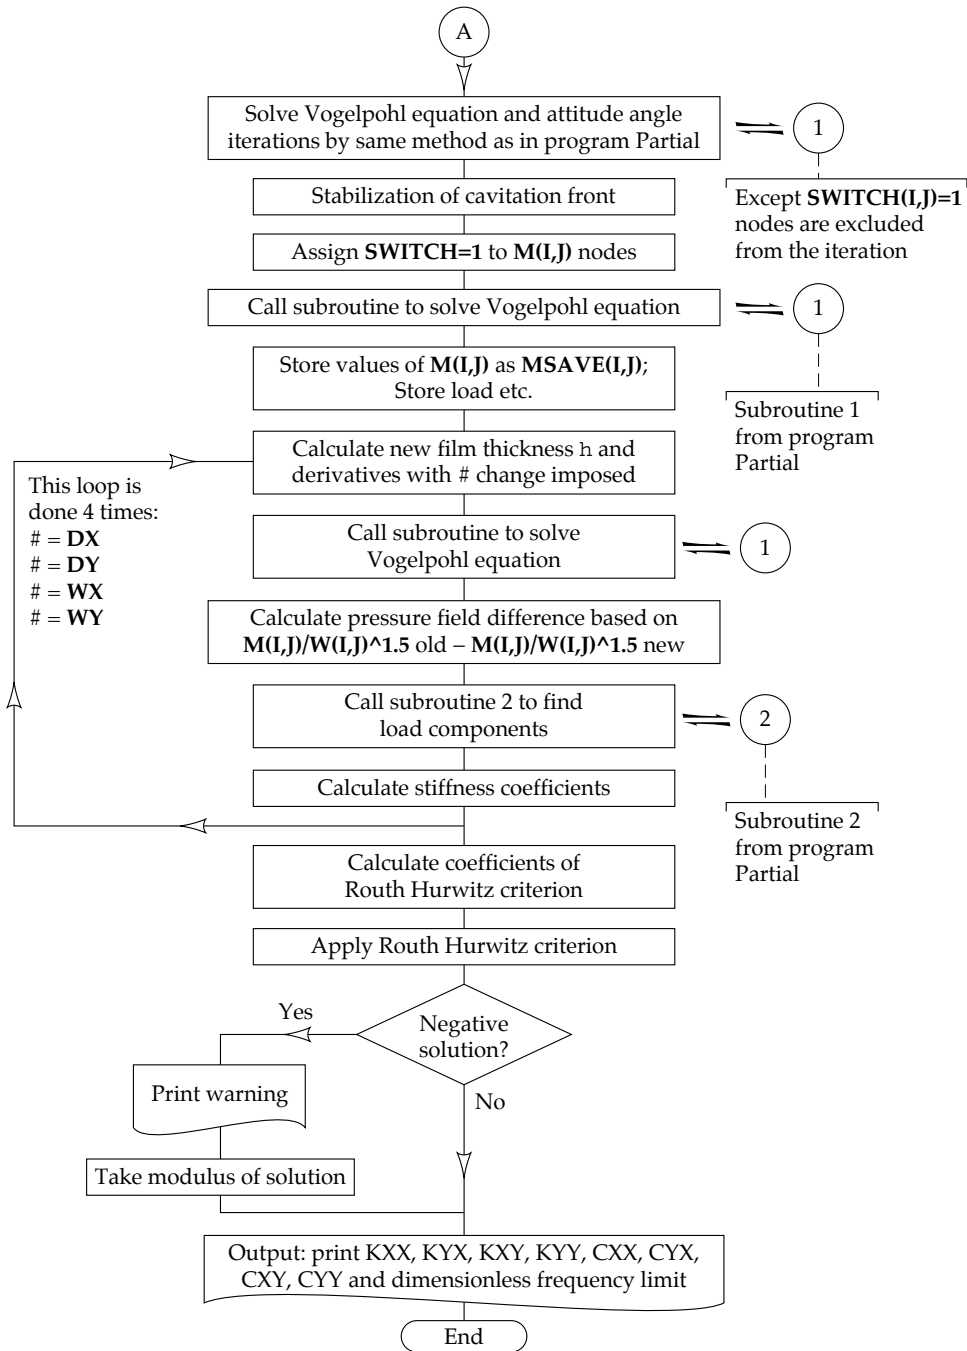 A
Solve Vogelpohl equation and attitude angle
iterations by same method as in program Partial
1
Except SWITCH(I,J)=1
nodes are excluded
from the iteration
Stabilization of cavitation front
Assign SWITCH=1 to M(I,J) nodes
Call subroutine to solve Vogelpohl equation
1
Subroutine 1
from program
Partial
Store values of M(I,J) as MSAVE(I,J);
Store load etc.
Calculate new film thickness h and
derivatives with # change imposed
This loop is
done 4 times:
# = DX
# = DY
# = WX
# = WY
Call subroutine to solve
Vogelpohl equation
1
Calculate pressure field difference based on
M(I,J)/W(I,J)^1.5 old – M(I,J)/W(I,J)^1.5 new
Call subroutine 2 to find
load components
2
Subroutine 2
from program
Partial
Calculate stiffness coefficients
Calculate coefficients of
Routh Hurwitz criterion
Apply Routh Hurwitz criterion
Negative
solution?
Yes
No
Print warning
Take modulus of solution
Output: print KXX, KYX, KXY, KYY, CXX, CYX,
CXY, CYY and dimensionless frequency limit
End